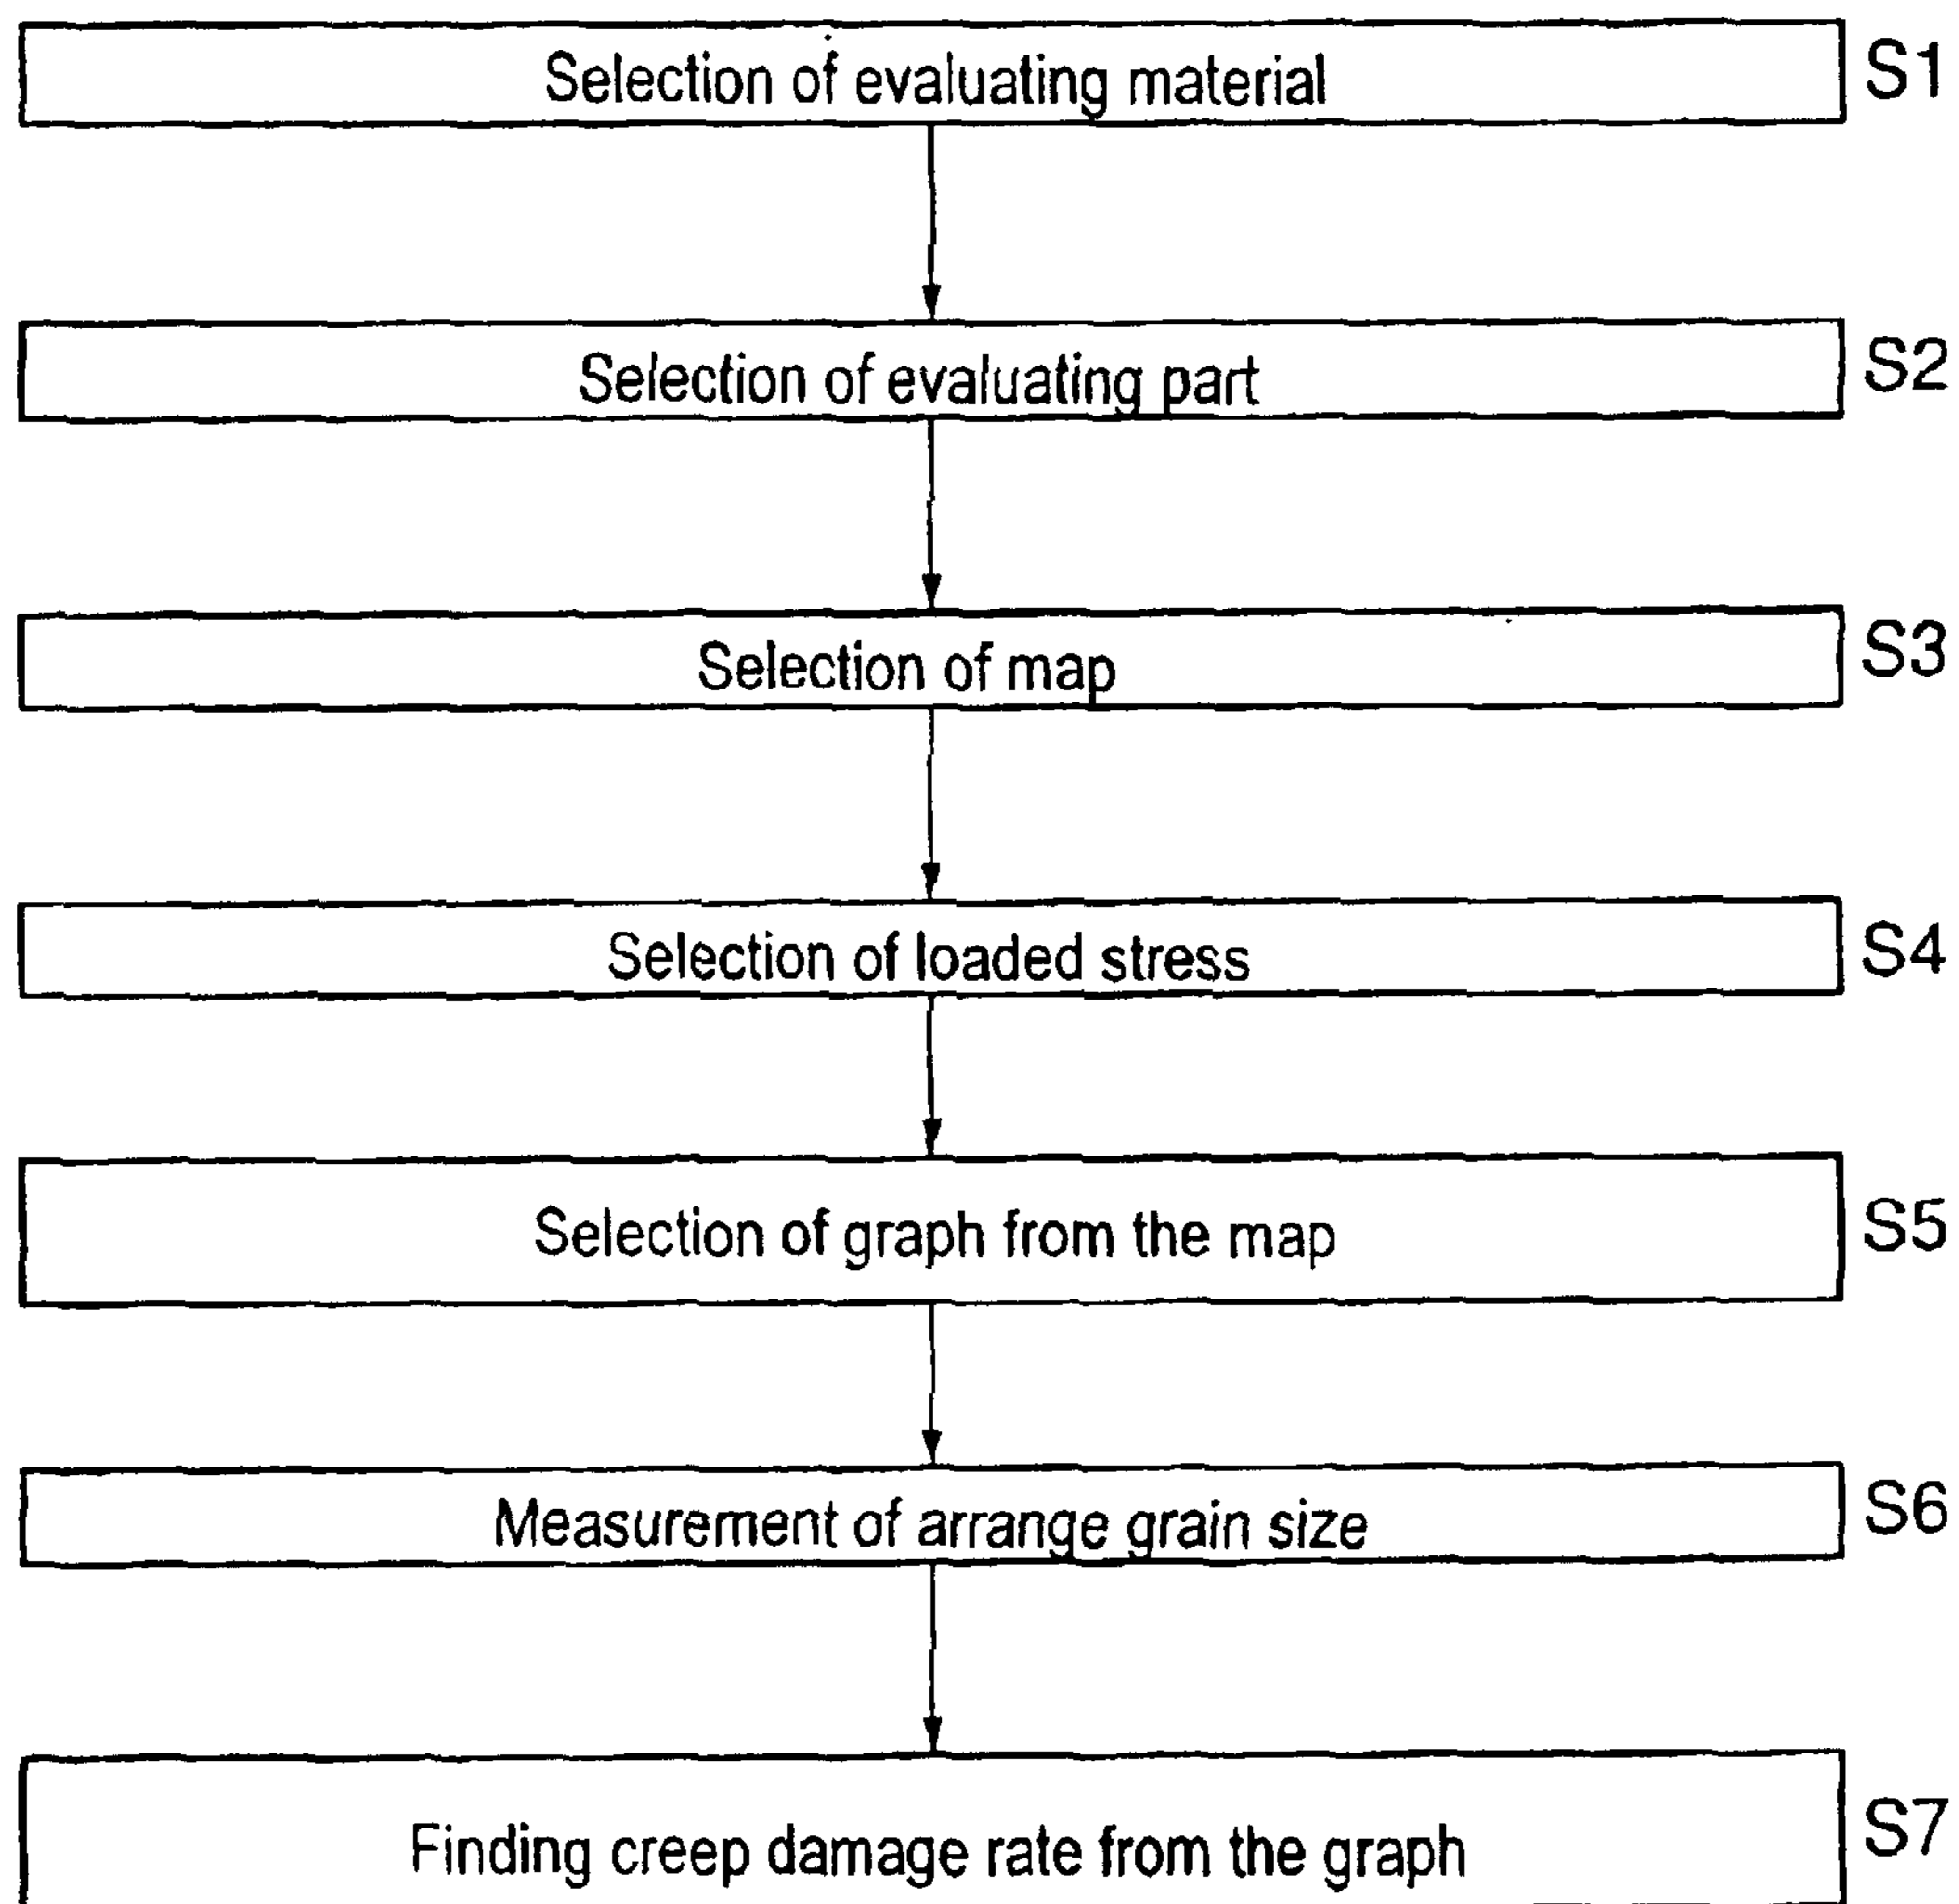 Selection of evaluating material S1
Selection of evaluating part S2
Selection of map S3
Selection of loaded stress S4
Selection of graph from the map S5
Measurement of arrange grain size S6
Finding creep damage rate from the graph S7